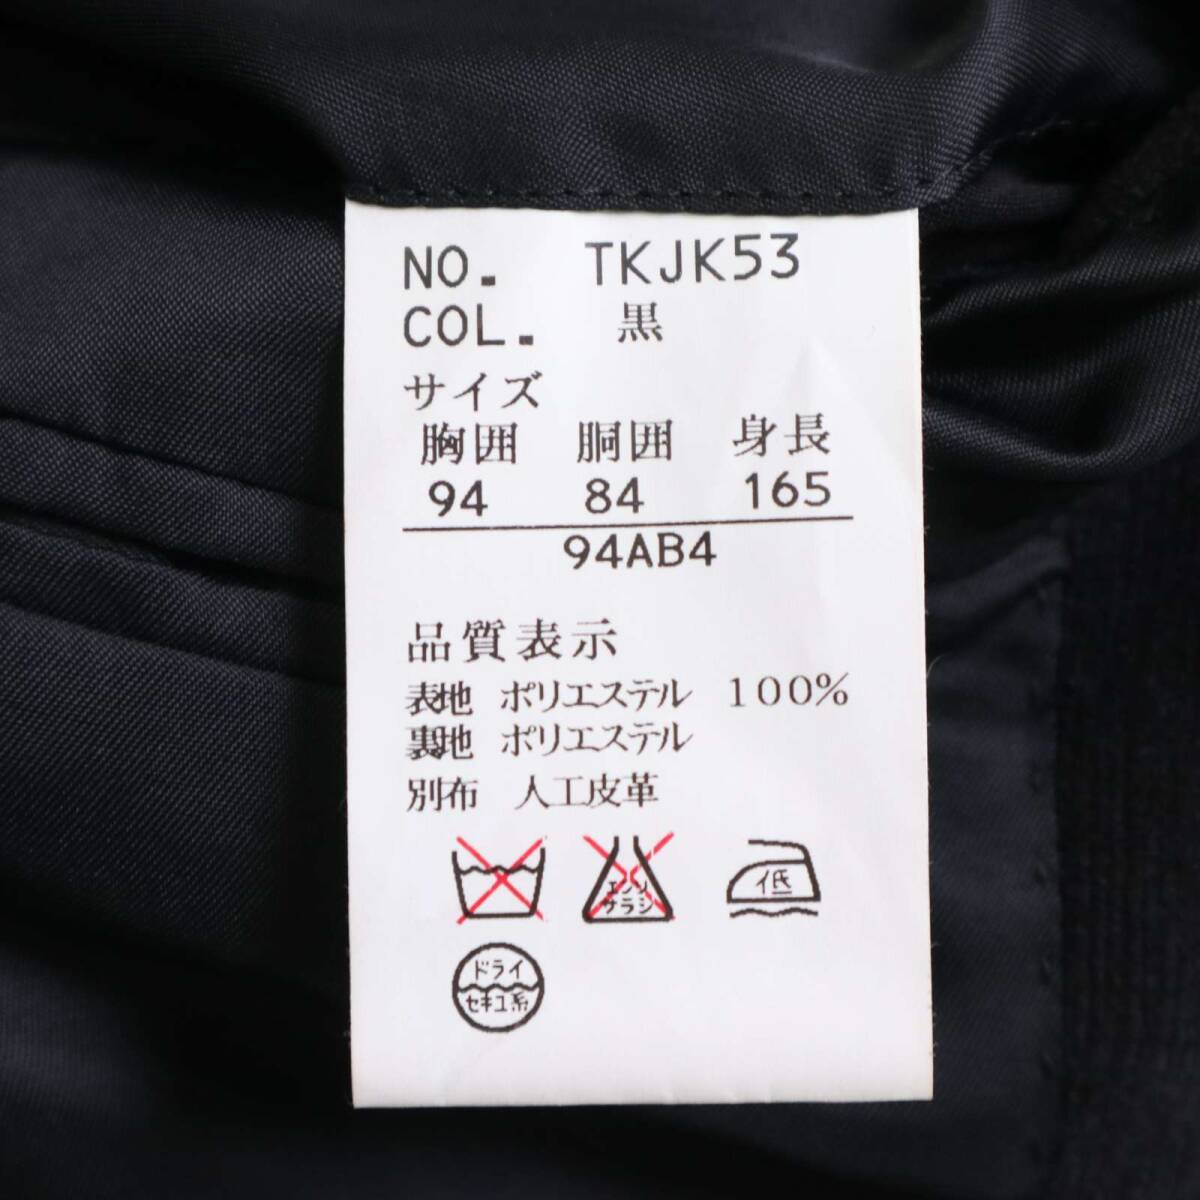 NO. TKJK53
COL. 黒
サイズ
胸囲 胴囲 身長
94 84 165
94AB4
品質表示
表地 ポリエステル 100%
裏地 ポリエステル
別布 人工皮革
エンソ
サラシ
低
ドライ
セキユ系